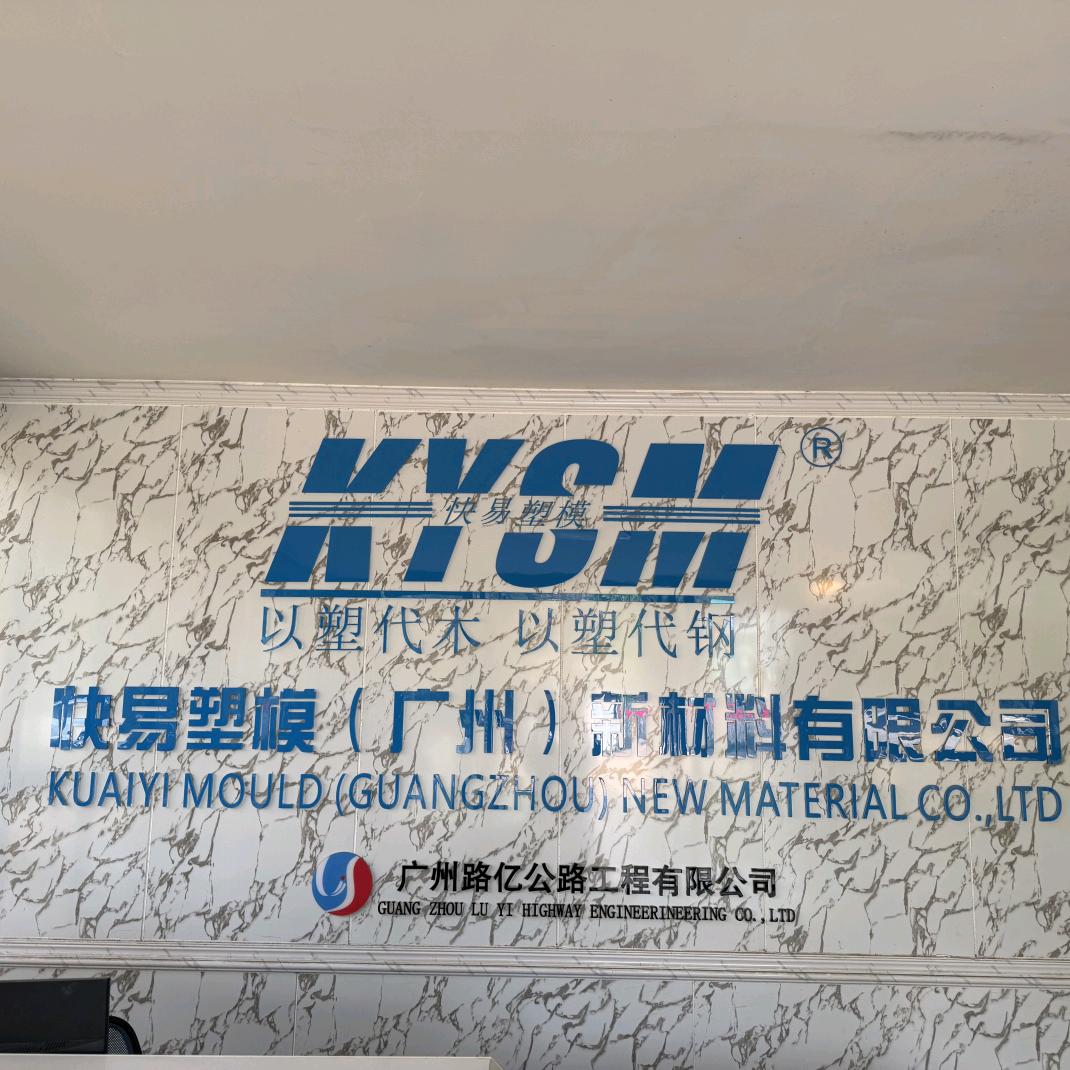 KYSM®
快易塑模
以塑代木 以塑代钢
快易塑模（广州）新材料有限公司
KUAIYI MOULD (GUANGZHOU) NEW MATERIAL CO.,LTD
广州路亿公路工程有限公司
GUANG ZHOU LU YI HIGHWAY ENGINEERINEERING CO.,LTD